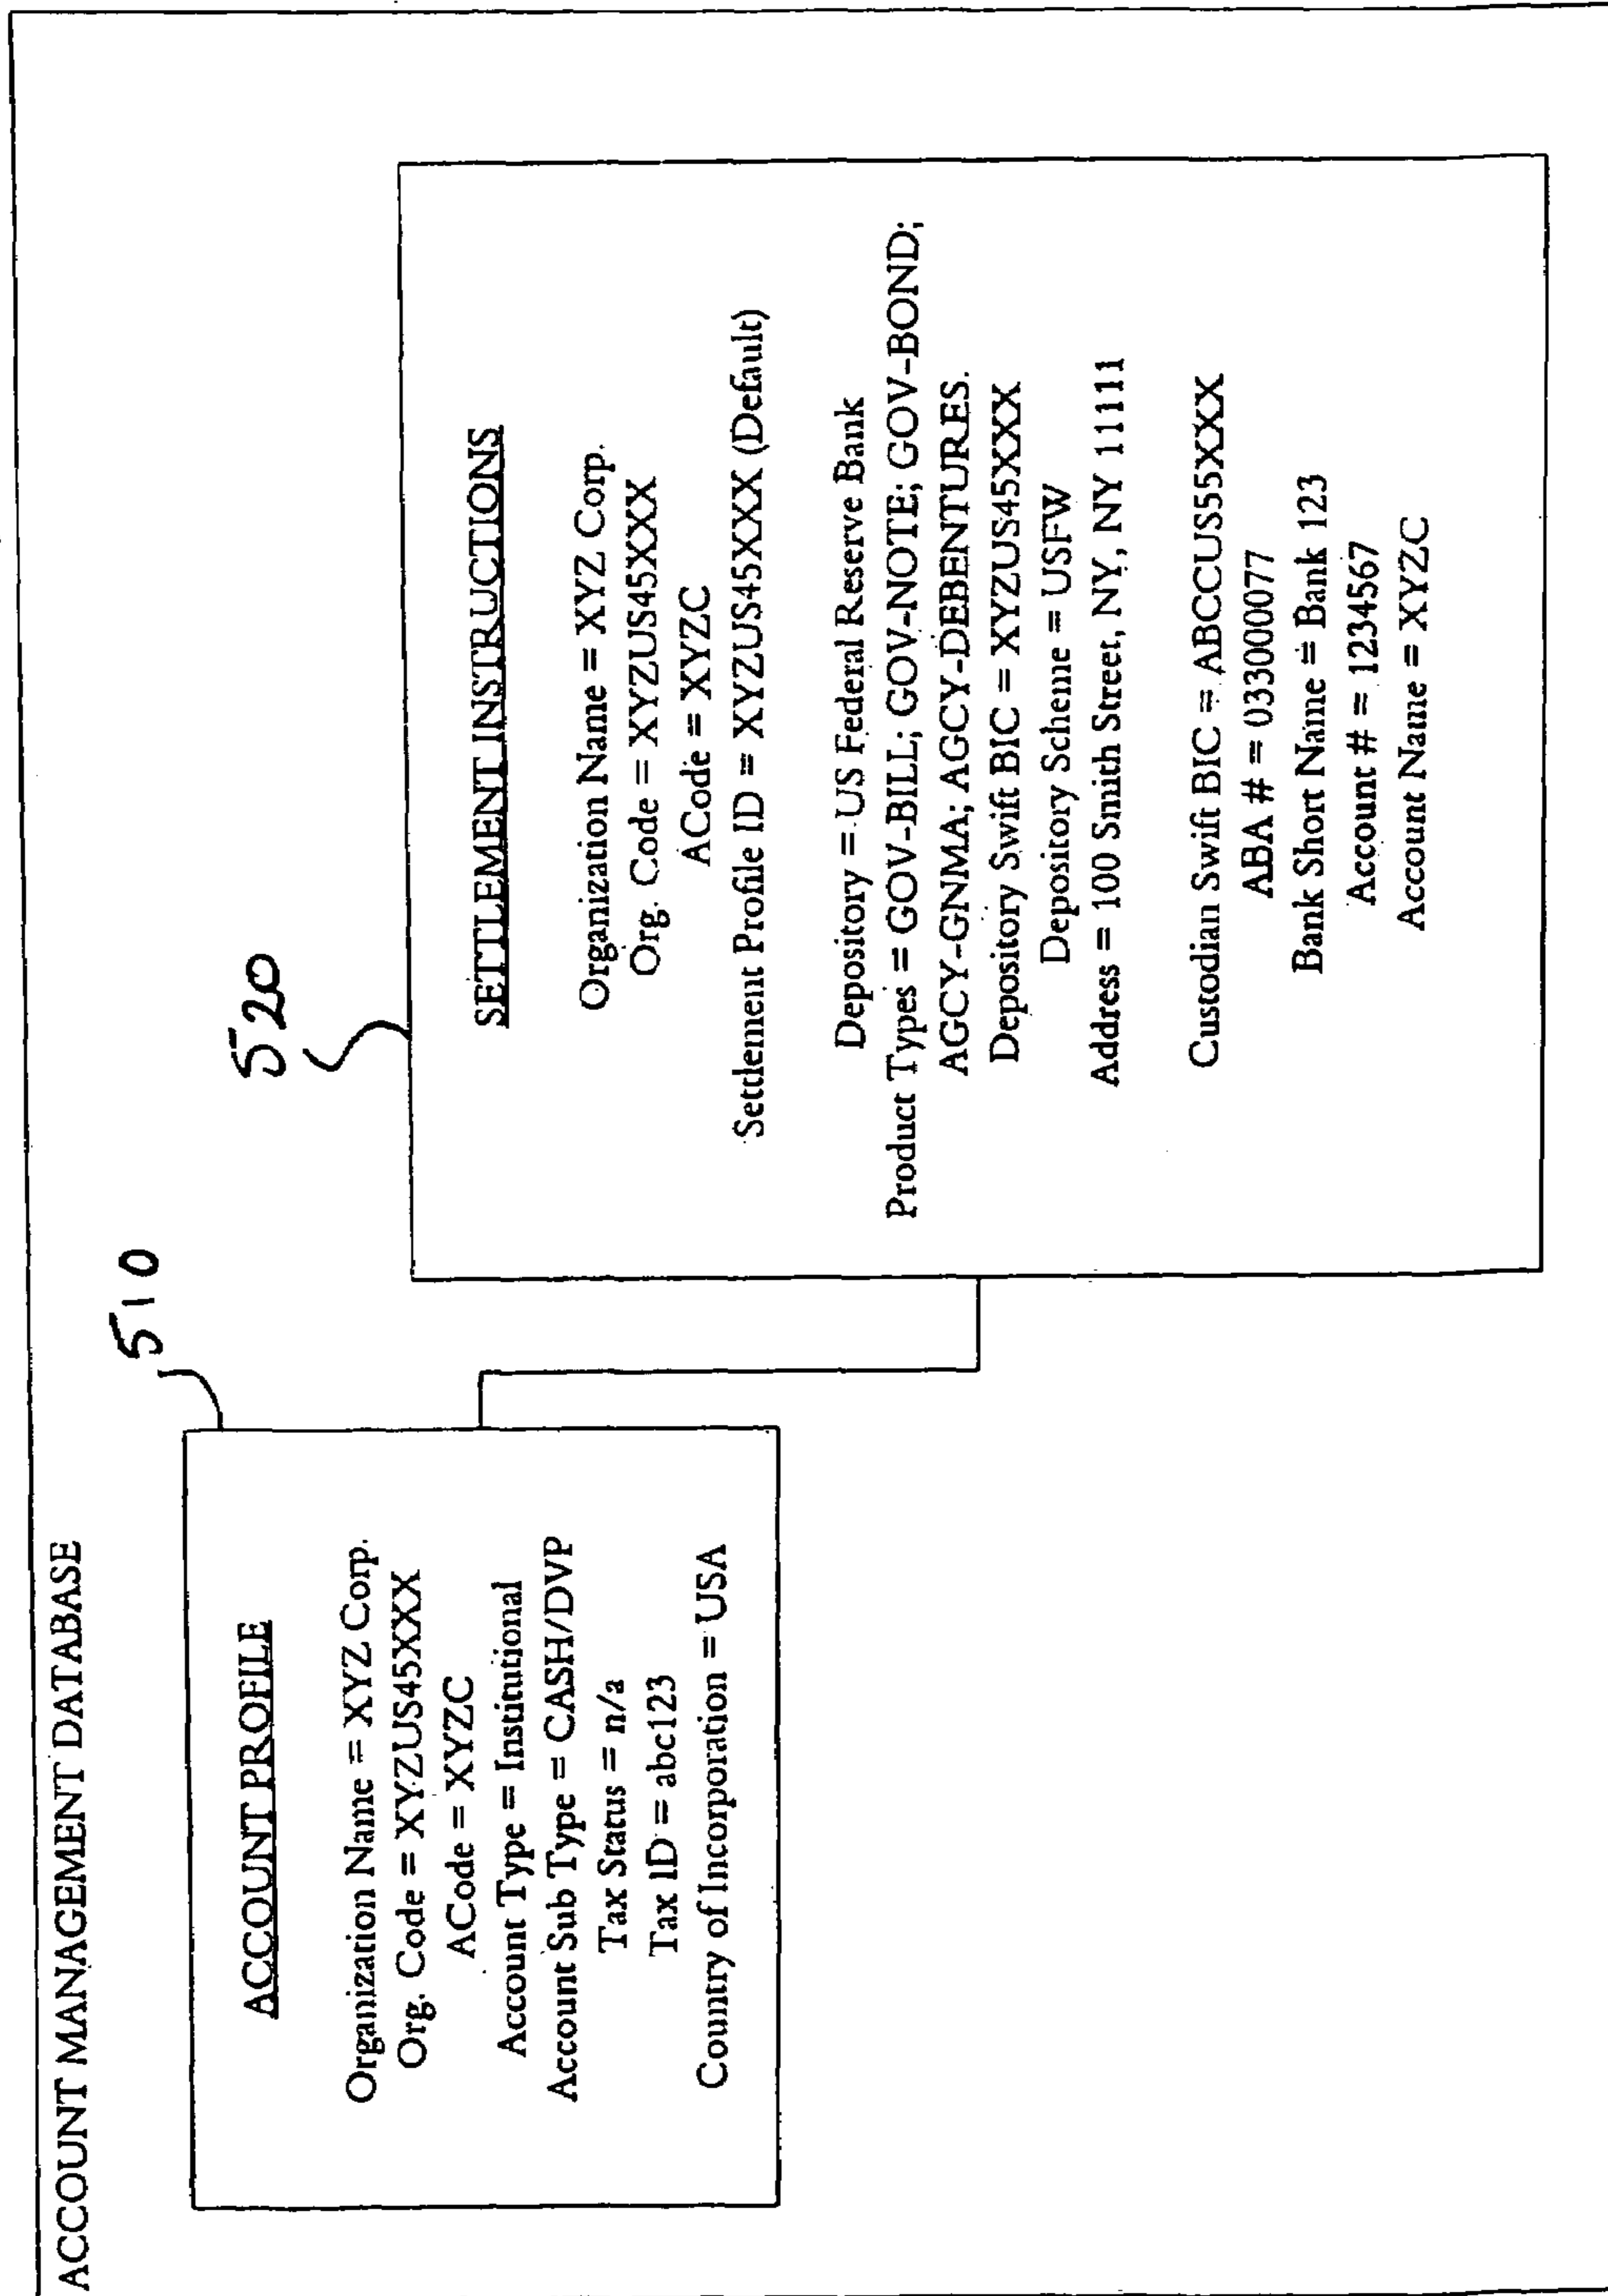 ACCOUNT MANAGEMENT DATABASE
510
ACCOUNT PROFILE
Organization Name = XYZ Corp.
Org. Code = XYZUS45XXX
ACode = XYZC
Account Type = Institutional
Account Sub Type = CASH/DVP
Tax Status = n/a
Tax ID = abc123
Country of Incorporation = USA
520
SETTLEMENT INSTRUCTIONS
Organization Name = XYZ Corp.
Org. Code = XYZUS45XXX
ACode = XYZC
Settlement Profile ID = XYZUS45XXX (Default)
Depository = US Federal Reserve Bank
Product Types = GOV-BILL; GOV-NOTE; GOV-BOND;
AGCY-GNMA; AGCY-DEBENTURES.
Depository Swift BIC = XYZUS45XXX
Depository Scheme = USFW
Address = 100 Smith Street, NY, NY 11111
Custodian Swift BIC = ABCCUS55XXX
ABA # = 033000077
Bank Short Name = Bank 123
Account # = 1234567
Account Name = XYZC